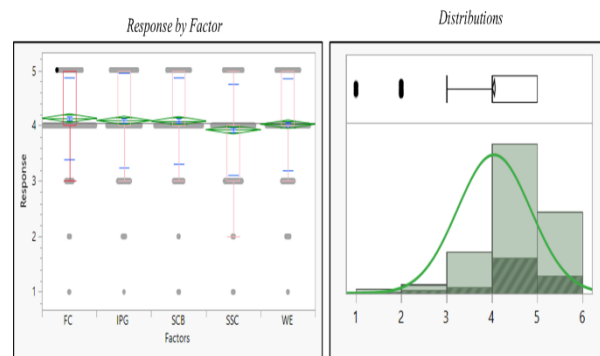 Response by Factor
Distributions
5
4
3
2
1
Response
FC IPG SCB SSC WE
Factors
1 2 3 4 5 6